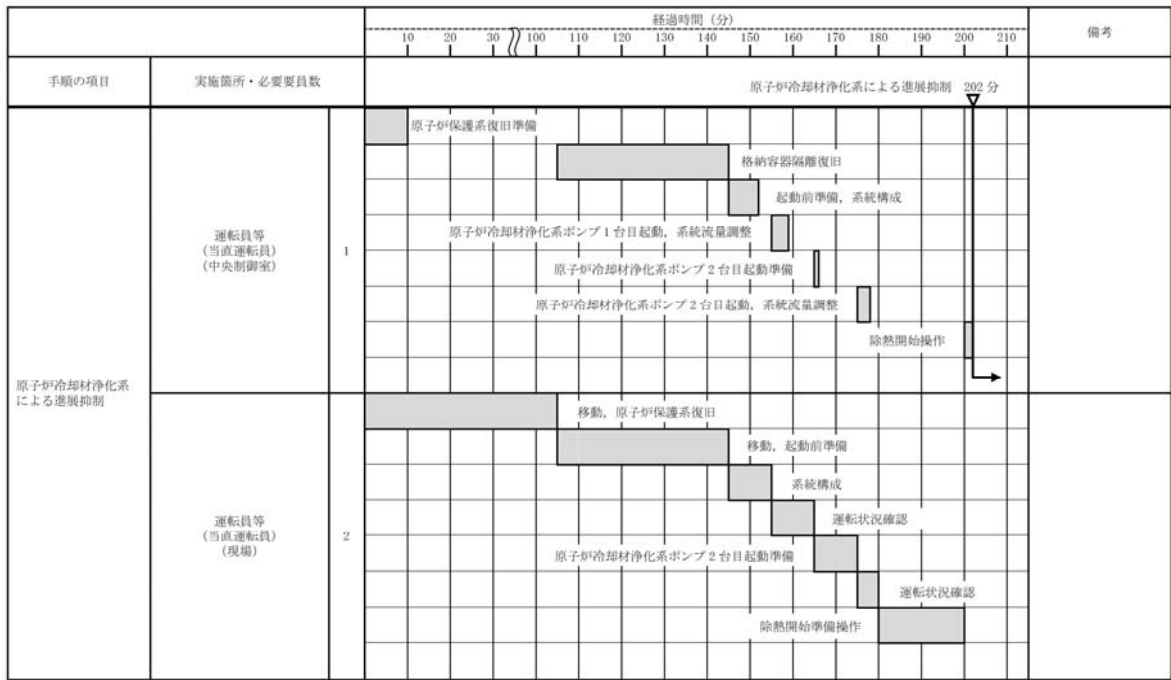 経過時間（分）
備考
10 20 30 100 110 120 130 140 150 160 170 180 190 200 210
手順の項目
実施箇所・必要要員数
原子炉冷却材浄化系による進展抑制 202 分
原子炉冷却材浄化系
による進展抑制
運転員等
（当直運転員）
（中央制御室）
1
原子炉保護系復旧準備
格納容器隔離復旧
起動前準備，系統構成
原子炉冷却材浄化系ポンプ 1 台目起動，系統流量調整
原子炉冷却材浄化系ポンプ 2 台目起動準備
原子炉冷却材浄化系ポンプ 2 台目起動，系統流量調整
除熱開始操作
運転員等
（当直運転員）
（現場）
2
移動，原子炉保護系復旧
移動，起動前準備
系統構成
運転状況確認
原子炉冷却材浄化系ポンプ 2 台目起動準備
運転状況確認
除熱開始準備操作